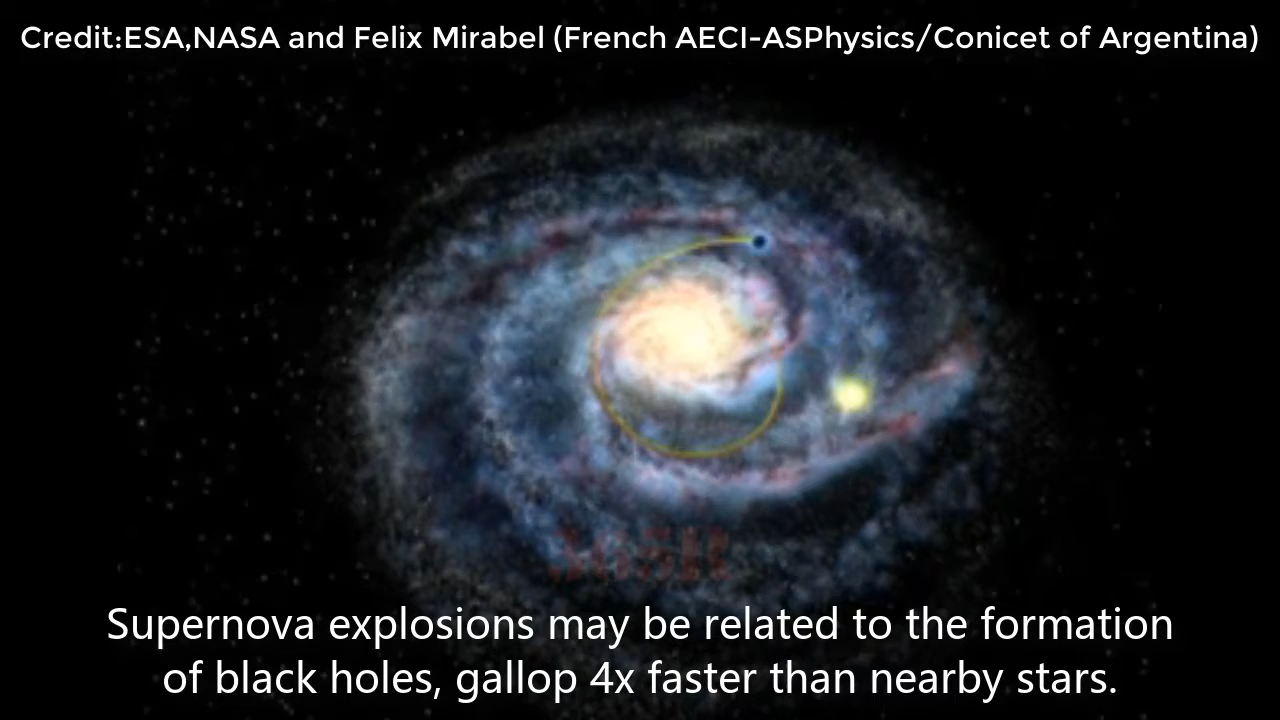 Credit:ESA,NASA and Felix Mirabel (French AECI-ASPhysics/Conicet of Argentina)
Supernova explosions may be related to the formation
of black holes, gallop 4x faster than nearby stars.